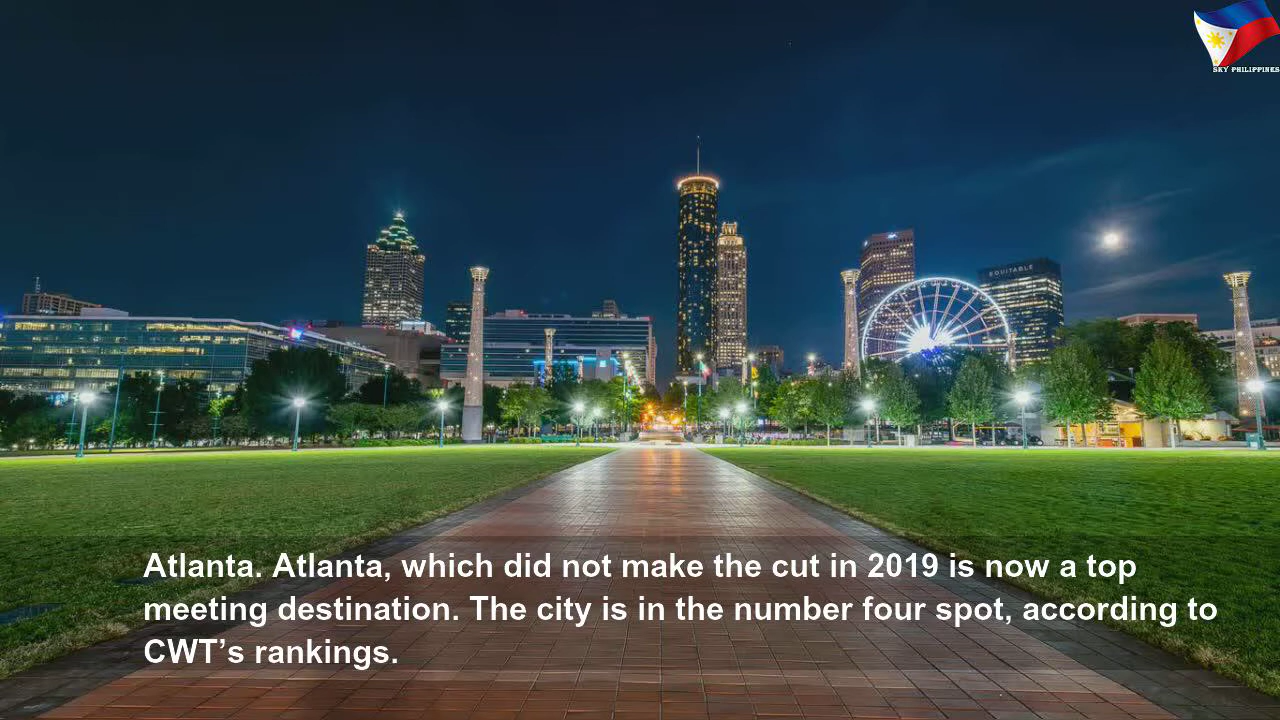 SKY PHILIPPINES
EQUITABLE
Atlanta. Atlanta, which did not make the cut in 2019 is now a top
meeting destination. The city is in the number four spot, according to
CWT’s rankings.